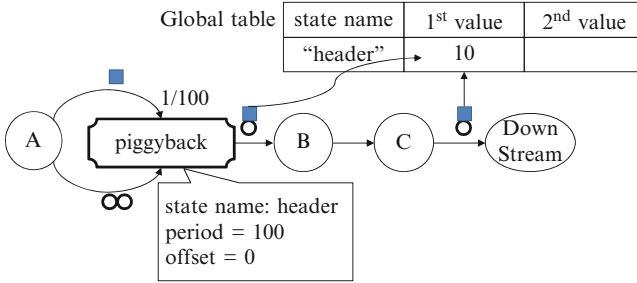 Global table
state name 1st value 2nd value
“header” 10
1/100
A
piggyback
B
C
Down
Stream
state name: header
period = 100
offset = 0